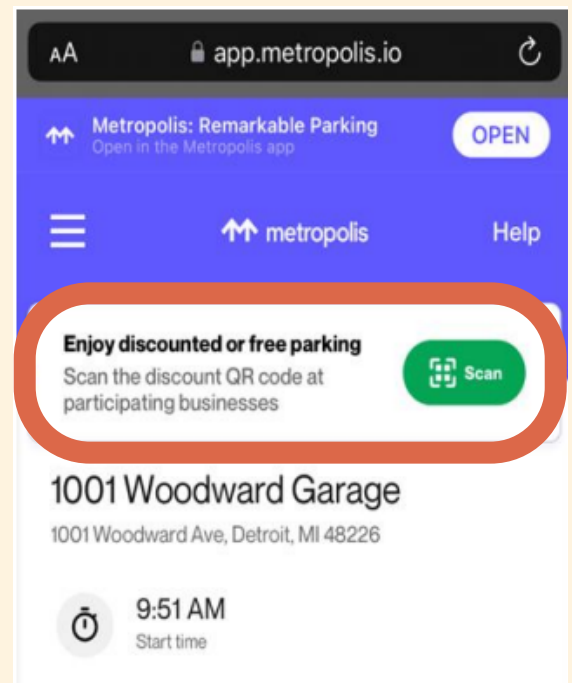 AA app.metropolis.io
Metropolis: Remarkable Parking
Open in the Metropolis app
OPEN
metropolis Help
Enjoy discounted or free parking
Scan the discount QR code at
participating businesses
Scan
1001 Woodward Garage
1001 Woodward Ave, Detroit, MI 48226
9:51 AM
Start time